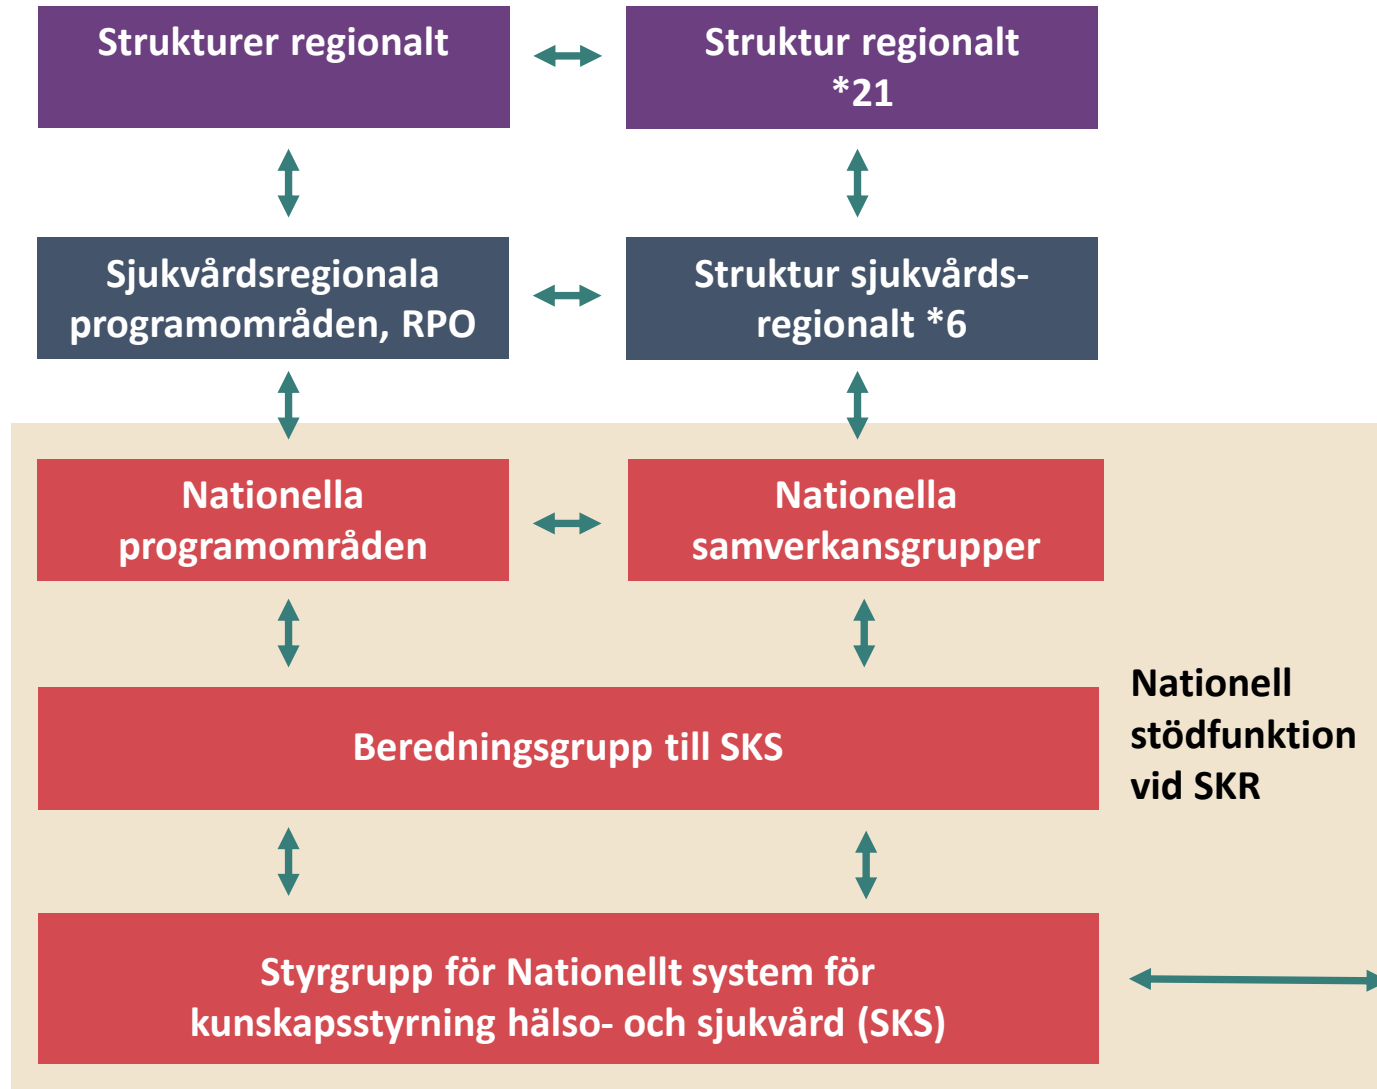 Strukturer regionalt
Struktur regionalt
*21
Sjukvårdsregionala
programområden, RPO
Struktur sjukvårds-
regionalt *6
Nationella
programområden
Nationella
samverkansgrupper
Beredningsgrupp till SKS
Nationell
stödfunktion
vid SKR
Styrgrupp för Nationellt system för
kunskapsstyrning hälso- och sjukvård (SKS)